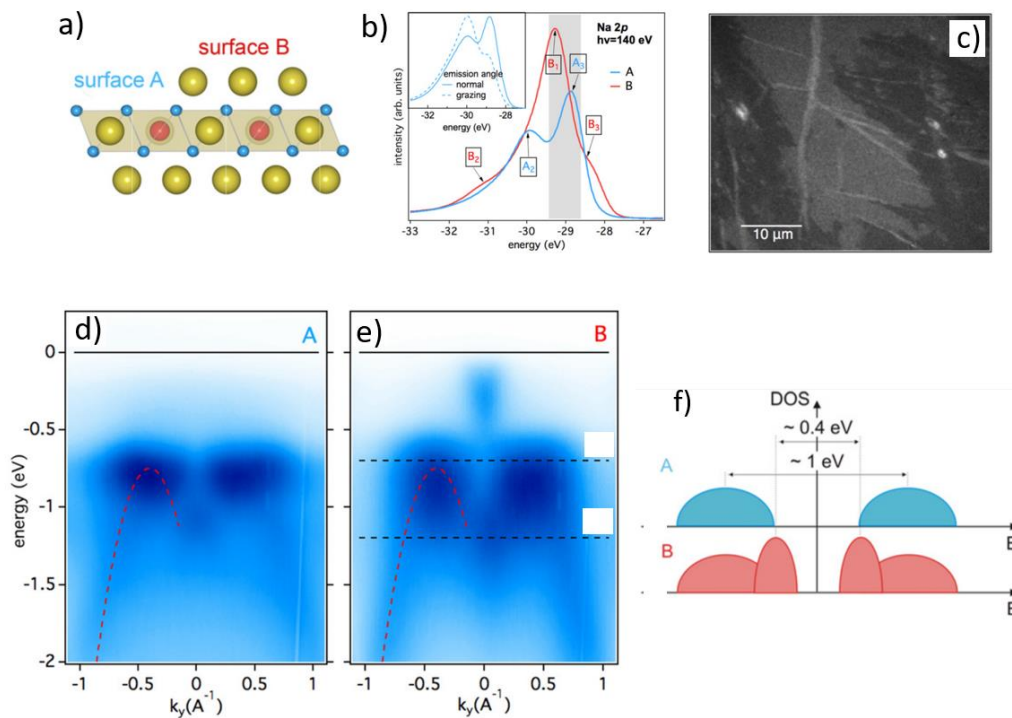 a)
surface B
surface A
b)
Na 2p
hν=140 eV
A
B
B₁
A₃
B₂
A₂
B₃
emission angle
normal
grazing
-32
-30
-28
energy (eV)
intensity (arb. units)
-33
-32
-31
-30
-29
-28
-27
energy (eV)
c)
10 μm
d)
A
0
-0.5
-1
-1.5
-2
energy (eV)
-1
-0.5
0
0.5
1
k_y(A⁻¹)
e)
B
-1
-0.5
0
0.5
1
k_y(A⁻¹)
f)
DOS
~ 0.4 eV
~ 1 eV
A
E
B
E